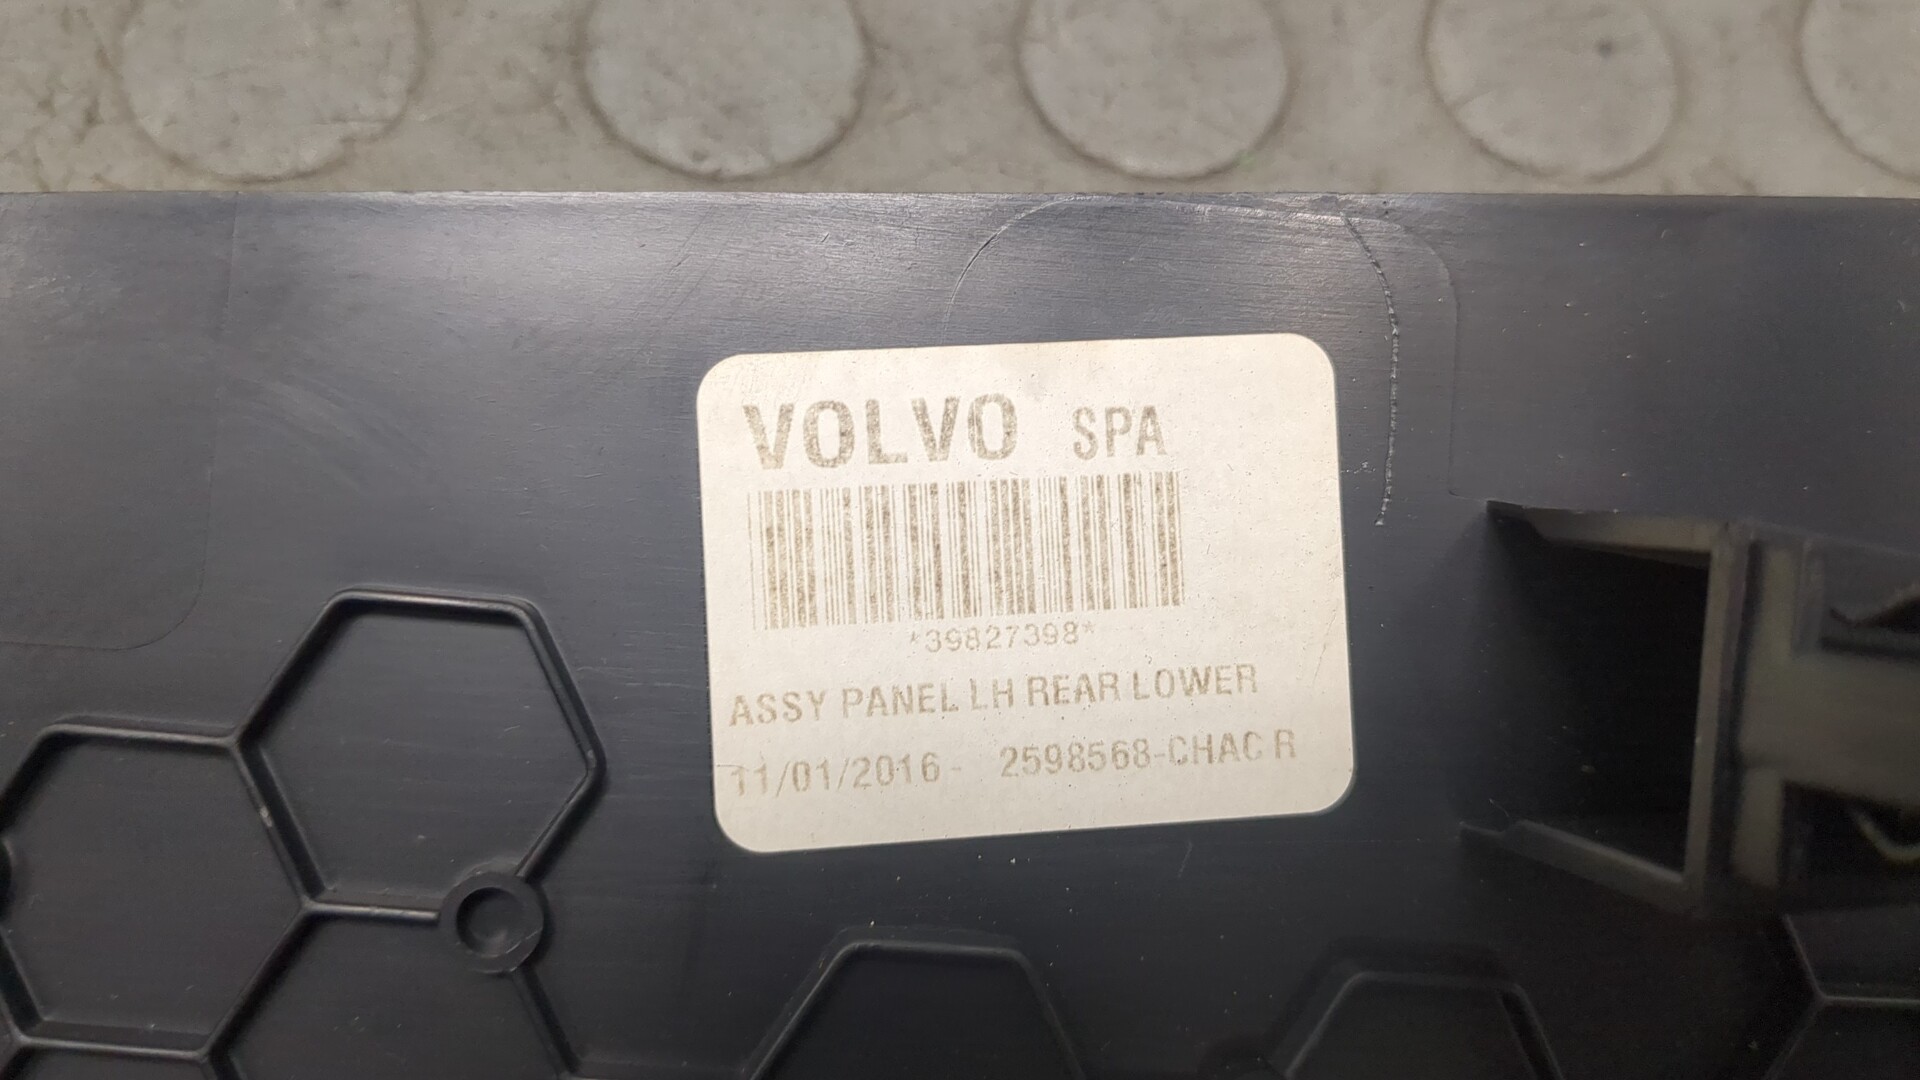 VOLVO SPA
*39827398*
ASSY PANEL LH REAR LOWER
11/01/2016- 2598568-CHAC R